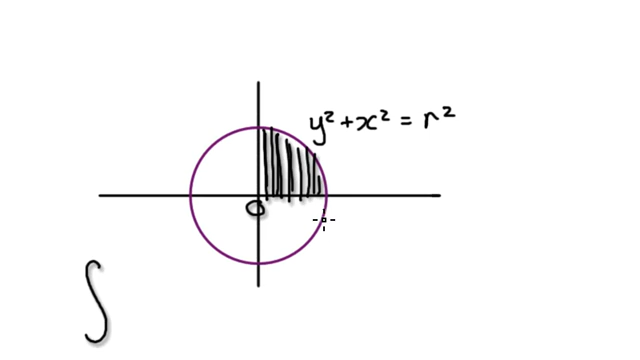 y² + x² = r²
0
∫